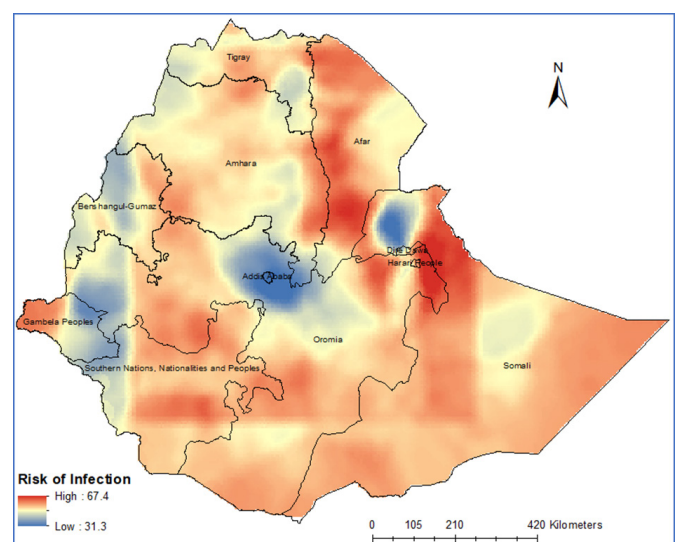 Tigray
N
Afar
Amhara
Benshangul-Gumaz
Dire Dawa
Harari People
Addis Ababa
Gambela Peoples
Oromia
Somali
Southern Nations, Nationalities and Peoples
Risk of Infection
High : 67.4
Low : 31.3
0 105 210 420 Kilometers